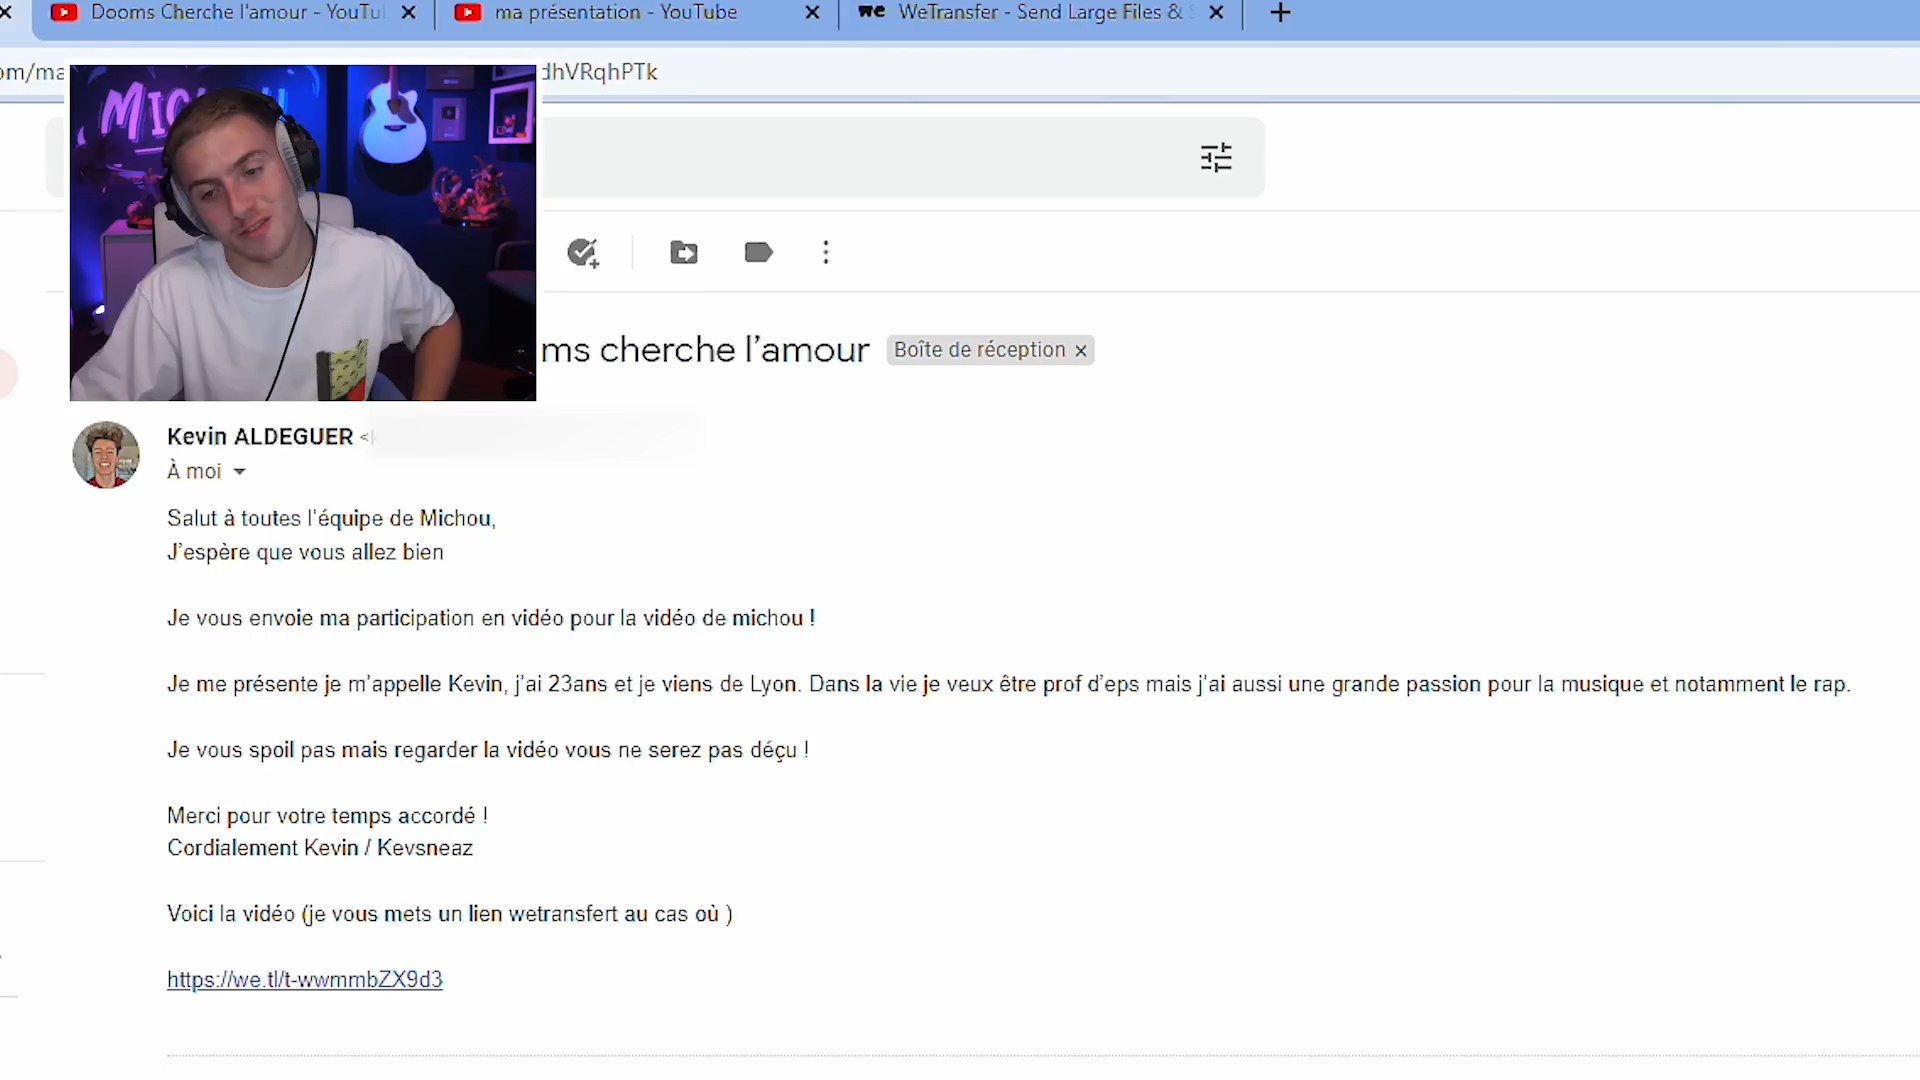 Dooms Cherche l'amour - YouTu
ma présentation - YouTube
we WeTransfer - Send Large Files &
om/ma
dhVRqhPTk
ms cherche l’amour
Boîte de réception
Kevin ALDEGUER
À moi
Salut à toutes l’équipe de Michou,
J’espère que vous allez bien
Je vous envoie ma participation en vidéo pour la vidéo de michou !
Je me présente je m’appelle Kevin, j’ai 23ans et je viens de Lyon. Dans la vie je veux être prof d’eps mais j’ai aussi une grande passion pour la musique et notamment le rap.
Je vous spoil pas mais regarder la vidéo vous ne serez pas déçu !
Merci pour votre temps accordé !
Cordialement Kevin / Kevsneaz
Voici la vidéo (je vous mets un lien wetransfert au cas où )
https://we.tl/t-wwmmbZX9d3